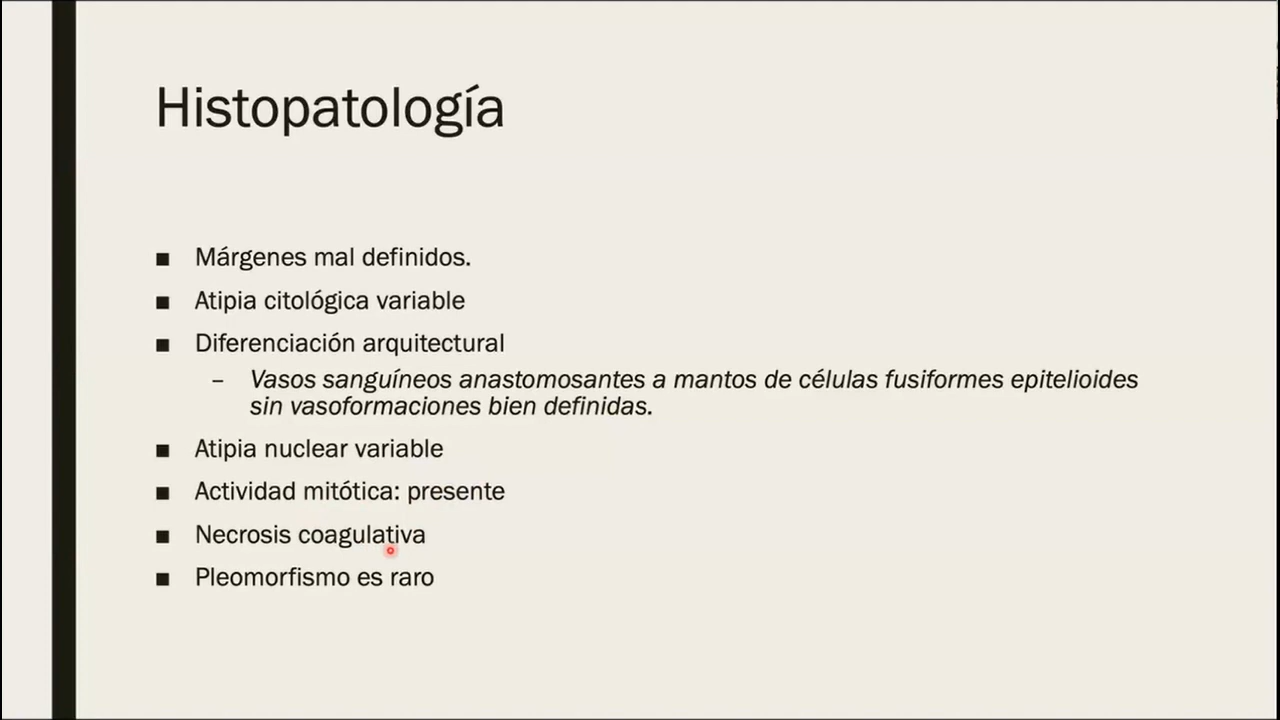 Histopatología
▪ Márgenes mal definidos.
▪ Atipia citológica variable
▪ Diferenciación arquitectural
– Vasos sanguíneos anastomosantes a mantos de células fusiformes epitelioides
sin vasoformaciones bien definidas.
▪ Atipia nuclear variable
▪ Actividad mitótica: presente
▪ Necrosis coagulativa
▪ Pleomorfismo es raro